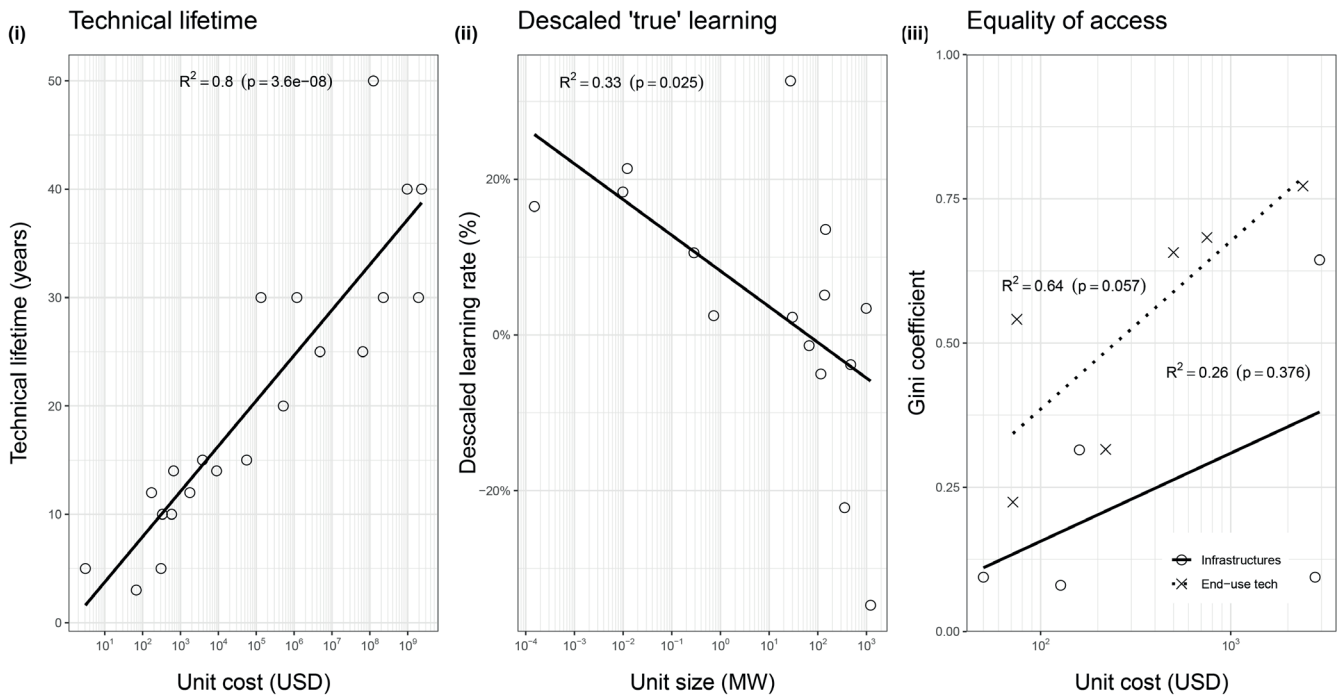 (i)
Technical lifetime
R² = 0.8 (p = 3.6e−08)
Technical lifetime (years)
50
40
30
20
10
0
10¹ 10² 10³ 10⁴ 10⁵ 10⁶ 10⁷ 10⁸ 10⁹
Unit cost (USD)
(ii)
Descaled 'true' learning
R² = 0.33 (p = 0.025)
Descaled learning rate (%)
20%
0%
−20%
10⁻⁴ 10⁻³ 10⁻² 10⁻¹ 10⁰ 10¹ 10² 10³
Unit size (MW)
(iii)
Equality of access
Gini coefficient
1.00
0.75
0.50
0.25
0.00
R² = 0.64 (p = 0.057)
R² = 0.26 (p = 0.376)
Infrastructures
End−use tech
10² 10³
Unit cost (USD)